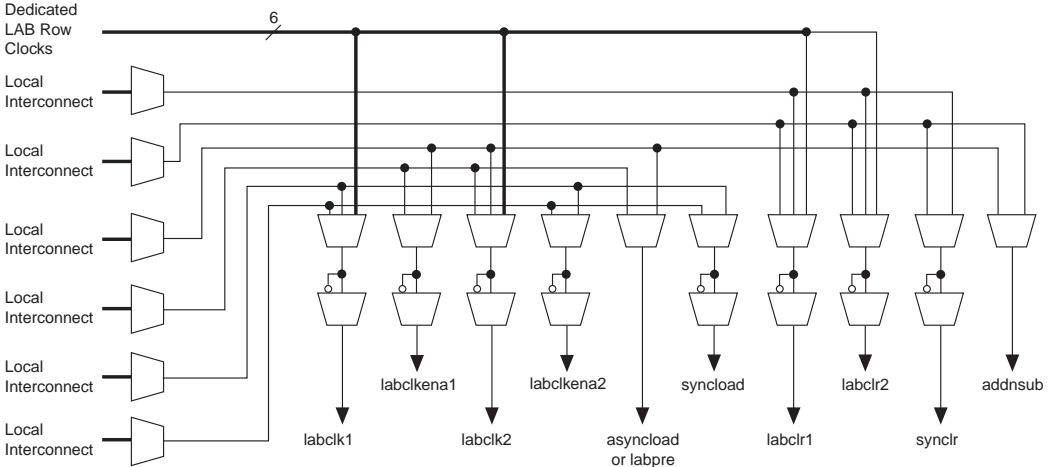 Dedicated
LAB Row
Clocks
6
Local
Interconnect
Local
Interconnect
Local
Interconnect
Local
Interconnect
Local
Interconnect
Local
Interconnect
labclkena1
labclkena2
syncload
labclr2
addnsub
labclk1
labclk2
asyncload
or labpre
labclr1
synclr